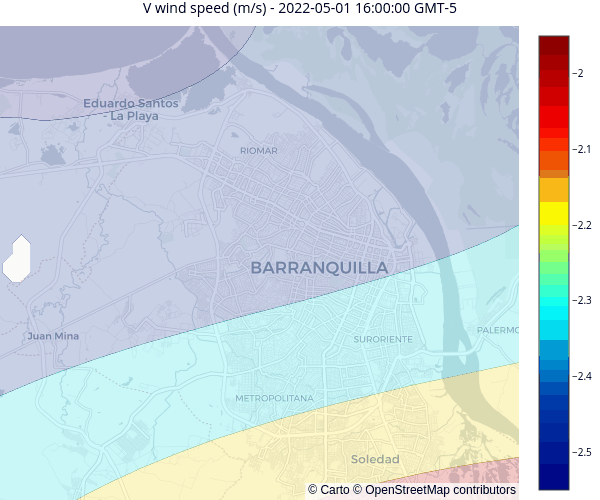 V wind speed (m/s) - 2022-05-01 16:00:00 GMT-5
Eduardo Santos
- La Playa
RIOMAR
BARRANQUILLA
Juan Mina
SURORIENTE
PALERMO
METROPOLITANA
Soledad
© Carto © OpenStreetMap contributors
−2
−2.1
−2.2
−2.3
−2.4
−2.5